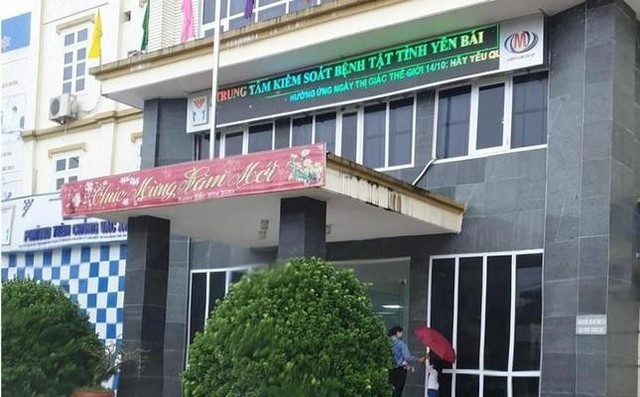 TRUNG TÂM KIỂM SOÁT BỆNH TẬT TỈNH YÊN BÁI
HƯỞNG ỨNG NGÀY THỊ GIÁC THẾ GIỚI 14/10: HÃY YÊU QU
Chúc Mừng Năm Mới
PHÒNG TIÊM CHỦNG VẮC